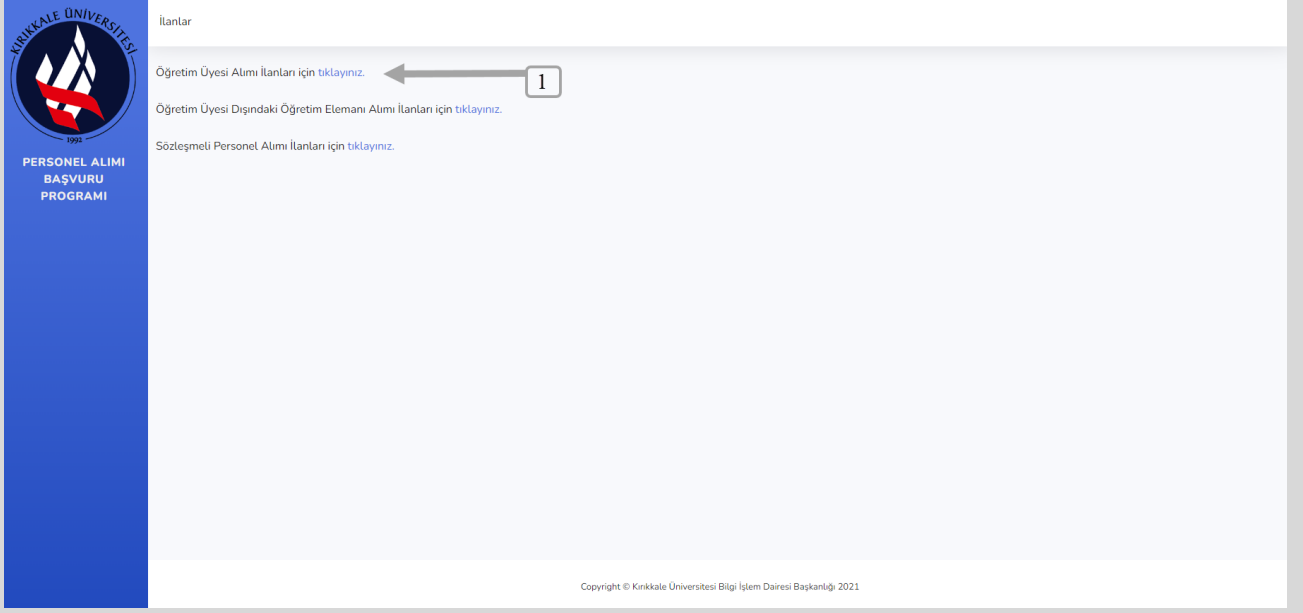 KIRIKKALE ÜNİVERSİTESİ
1992
PERSONEL ALIMI
BAŞVURU
PROGRAMI
İlanlar
Öğretim Üyesi Alımı İlanları için tıklayınız.
1
Öğretim Üyesi Dışındaki Öğretim Elemanı Alımı İlanları için tıklayınız.
Sözleşmeli Personel Alımı İlanları için tıklayınız.
Copyright © Kırıkkale Üniversitesi Bilgi İşlem Dairesi Başkanlığı 2021